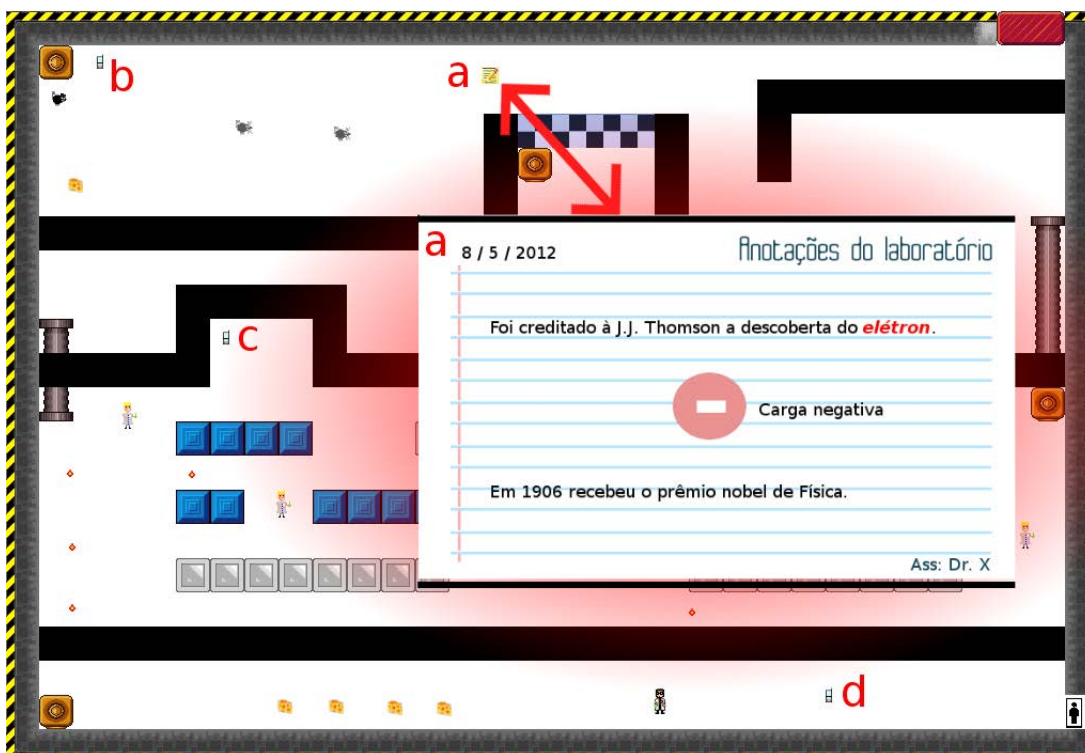 b
a
a
8 / 5 / 2012
Anotações do laboratório
Foi creditado à J.J. Thomson a descoberta do elétron.
c
Carga negativa
Em 1906 recebeu o prêmio nobel de Física.
Ass: Dr. X
d